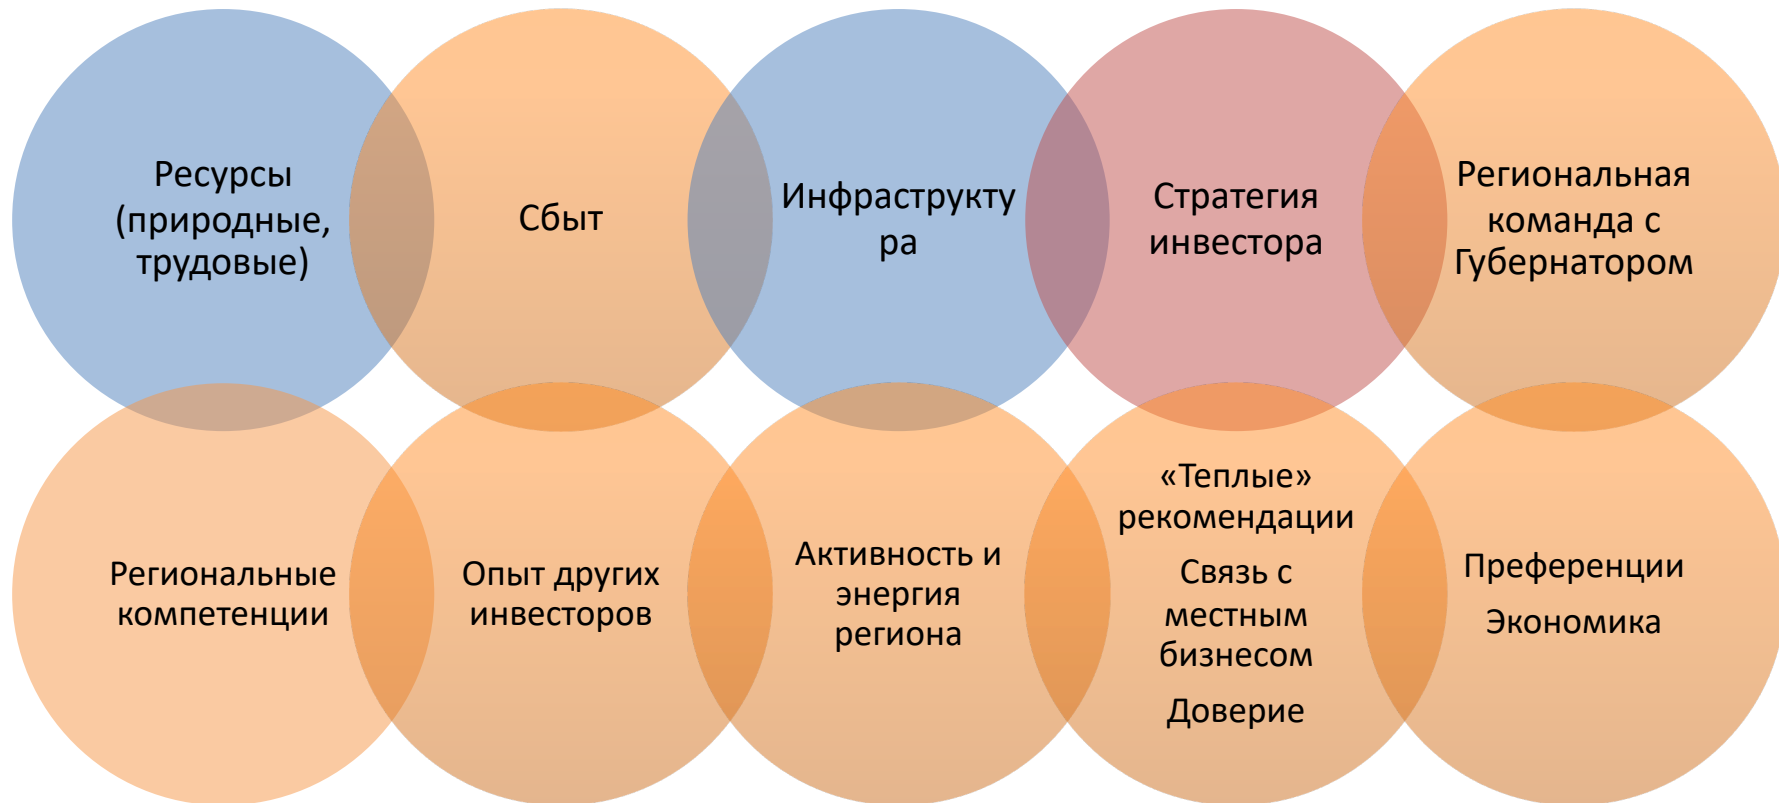 Ресурсы
(природные,
трудовые)
Сбыт
Инфраструкту
ра
Стратегия
инвестора
Региональная
команда с
Губернатором
Региональные
компетенции
Опыт других
инвесторов
Активность и
энергия
региона
«Теплые»
рекомендации
Связь с
местным
бизнесом
Доверие
Преференции
Экономика